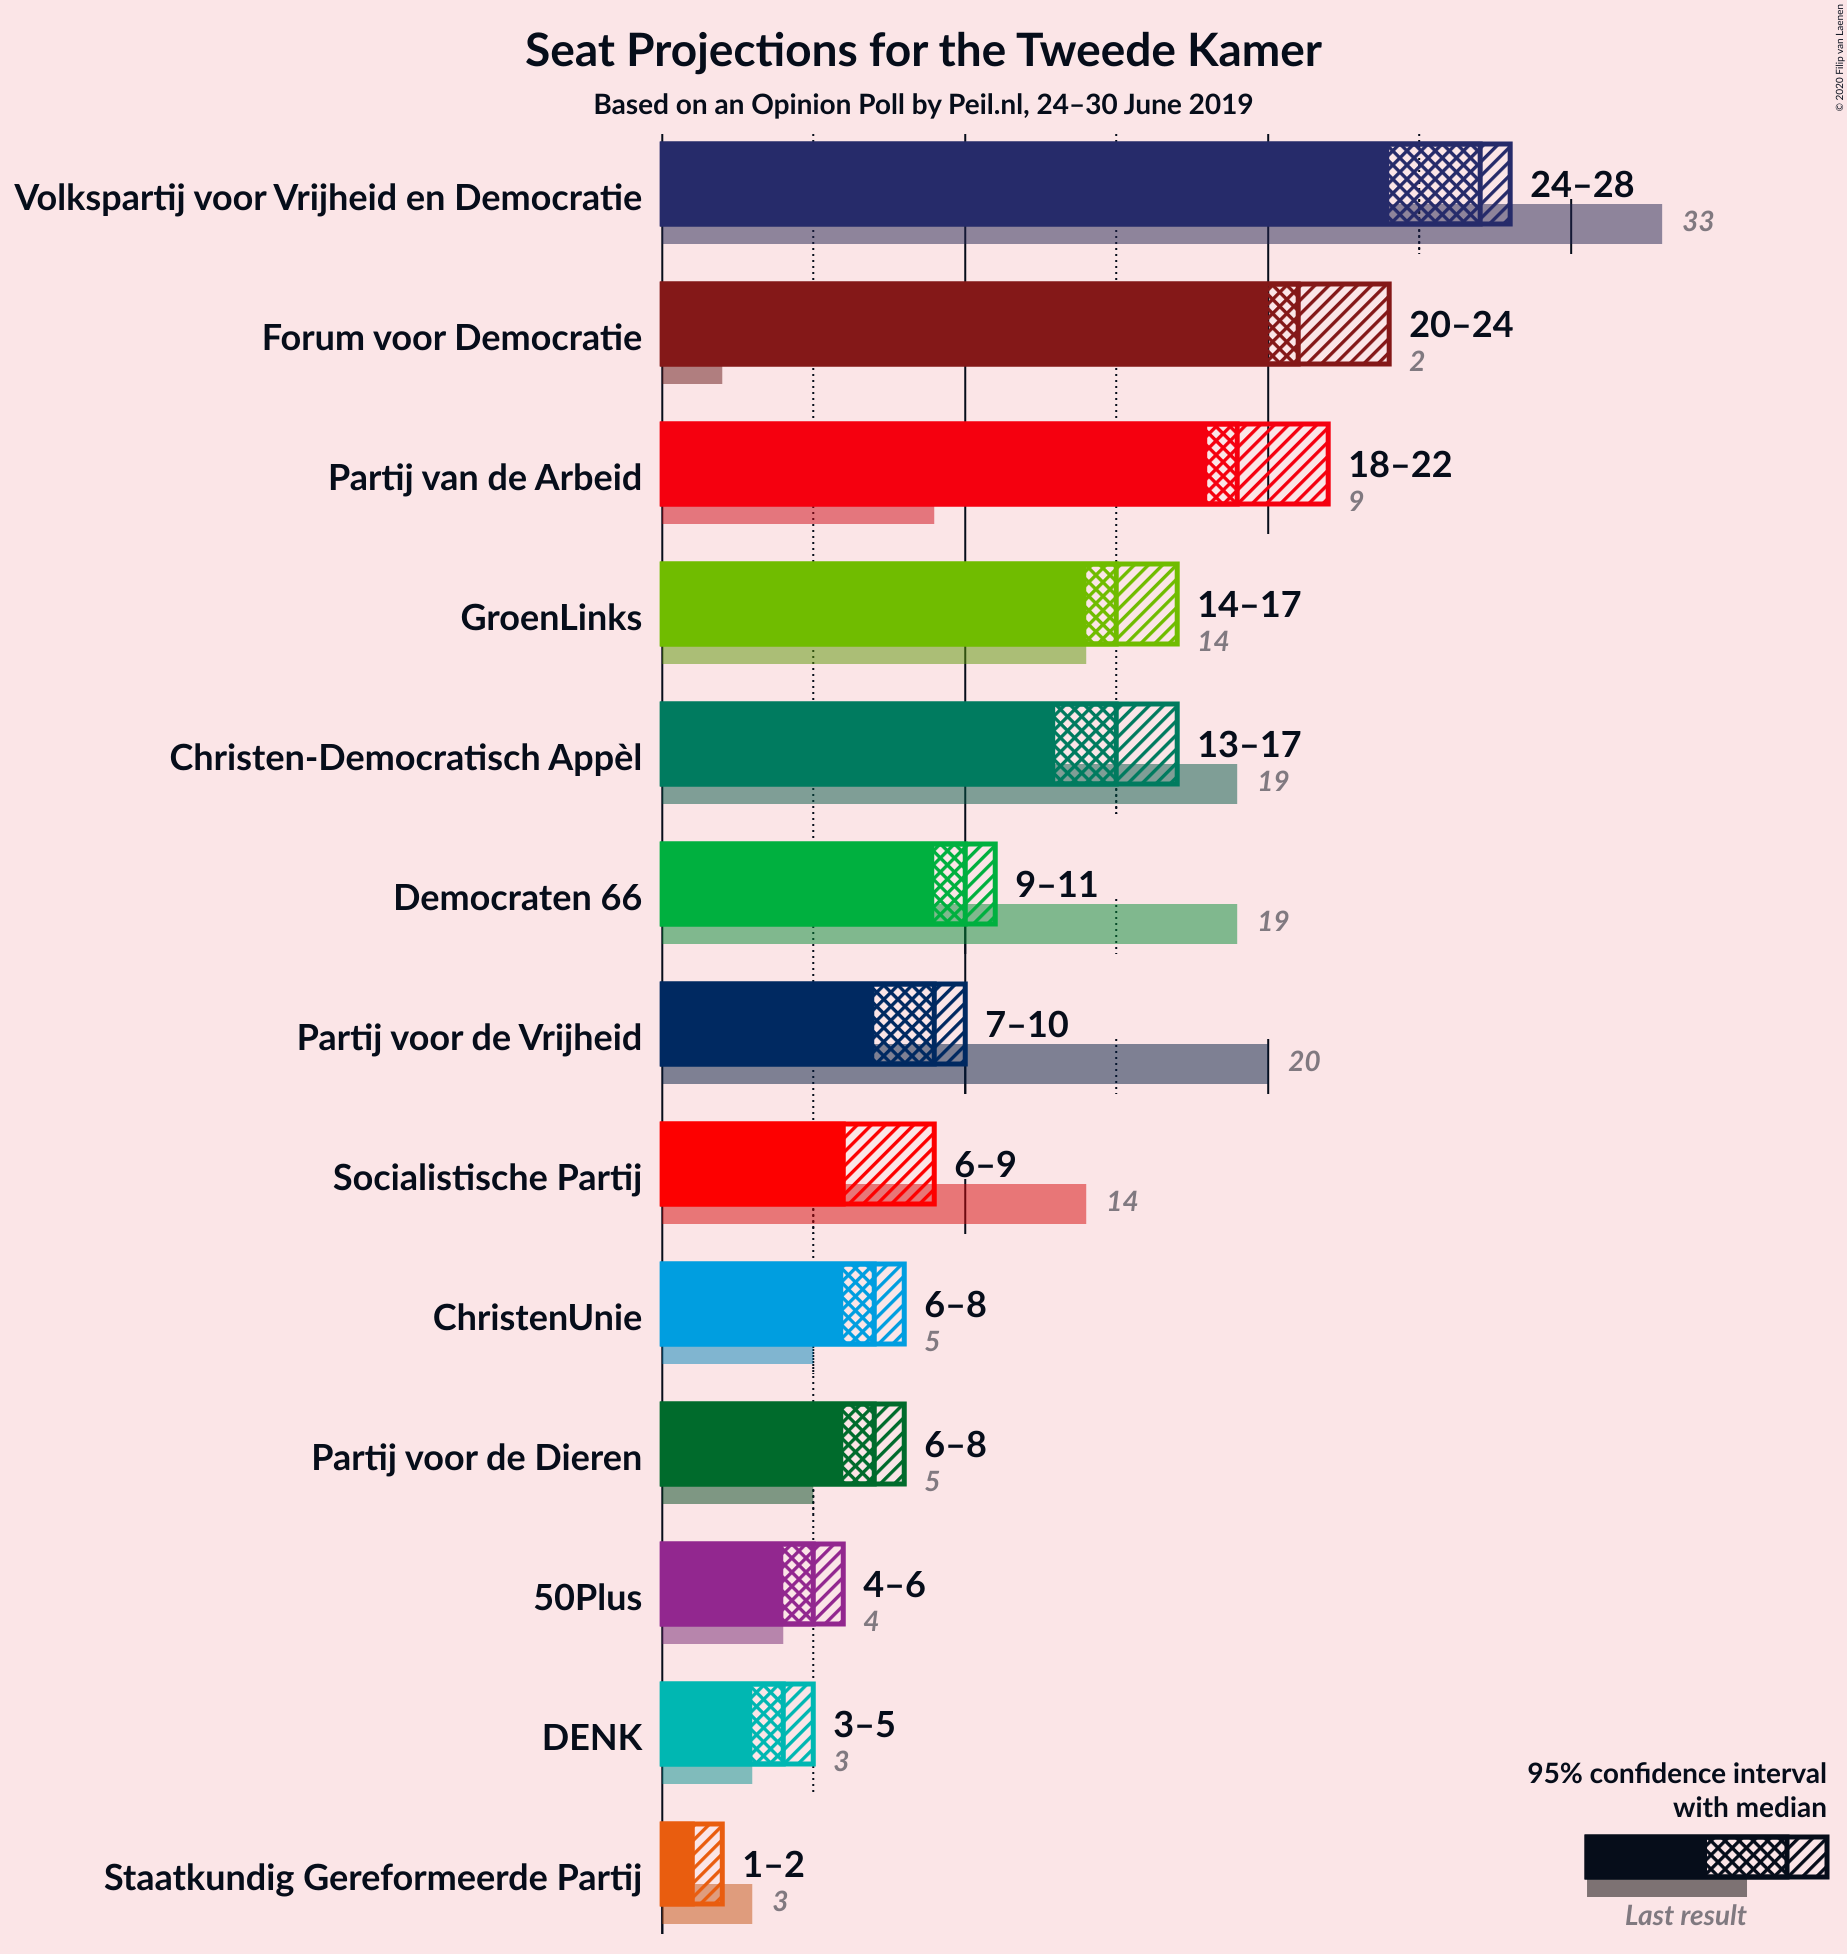 Seat Projections for the Tweede Kamer
Based on an Opinion Poll by Peil.nl, 24–30 June 2019
© 2020 Filip van Laenen
Volkspartij voor Vrijheid en Democratie
24–28
33
Forum voor Democratie
20–24
2
Partij van de Arbeid
18–22
9
GroenLinks
14–17
14
Christen-Democratisch Appèl
13–17
19
Democraten 66
9–11
19
Partij voor de Vrijheid
7–10
20
Socialistische Partij
6–9
14
ChristenUnie
6–8
5
Partij voor de Dieren
6–8
5
50Plus
4–6
4
DENK
3–5
3
Staatkundig Gereformeerde Partij
1–2
3
95% confidence interval
with median
Last result